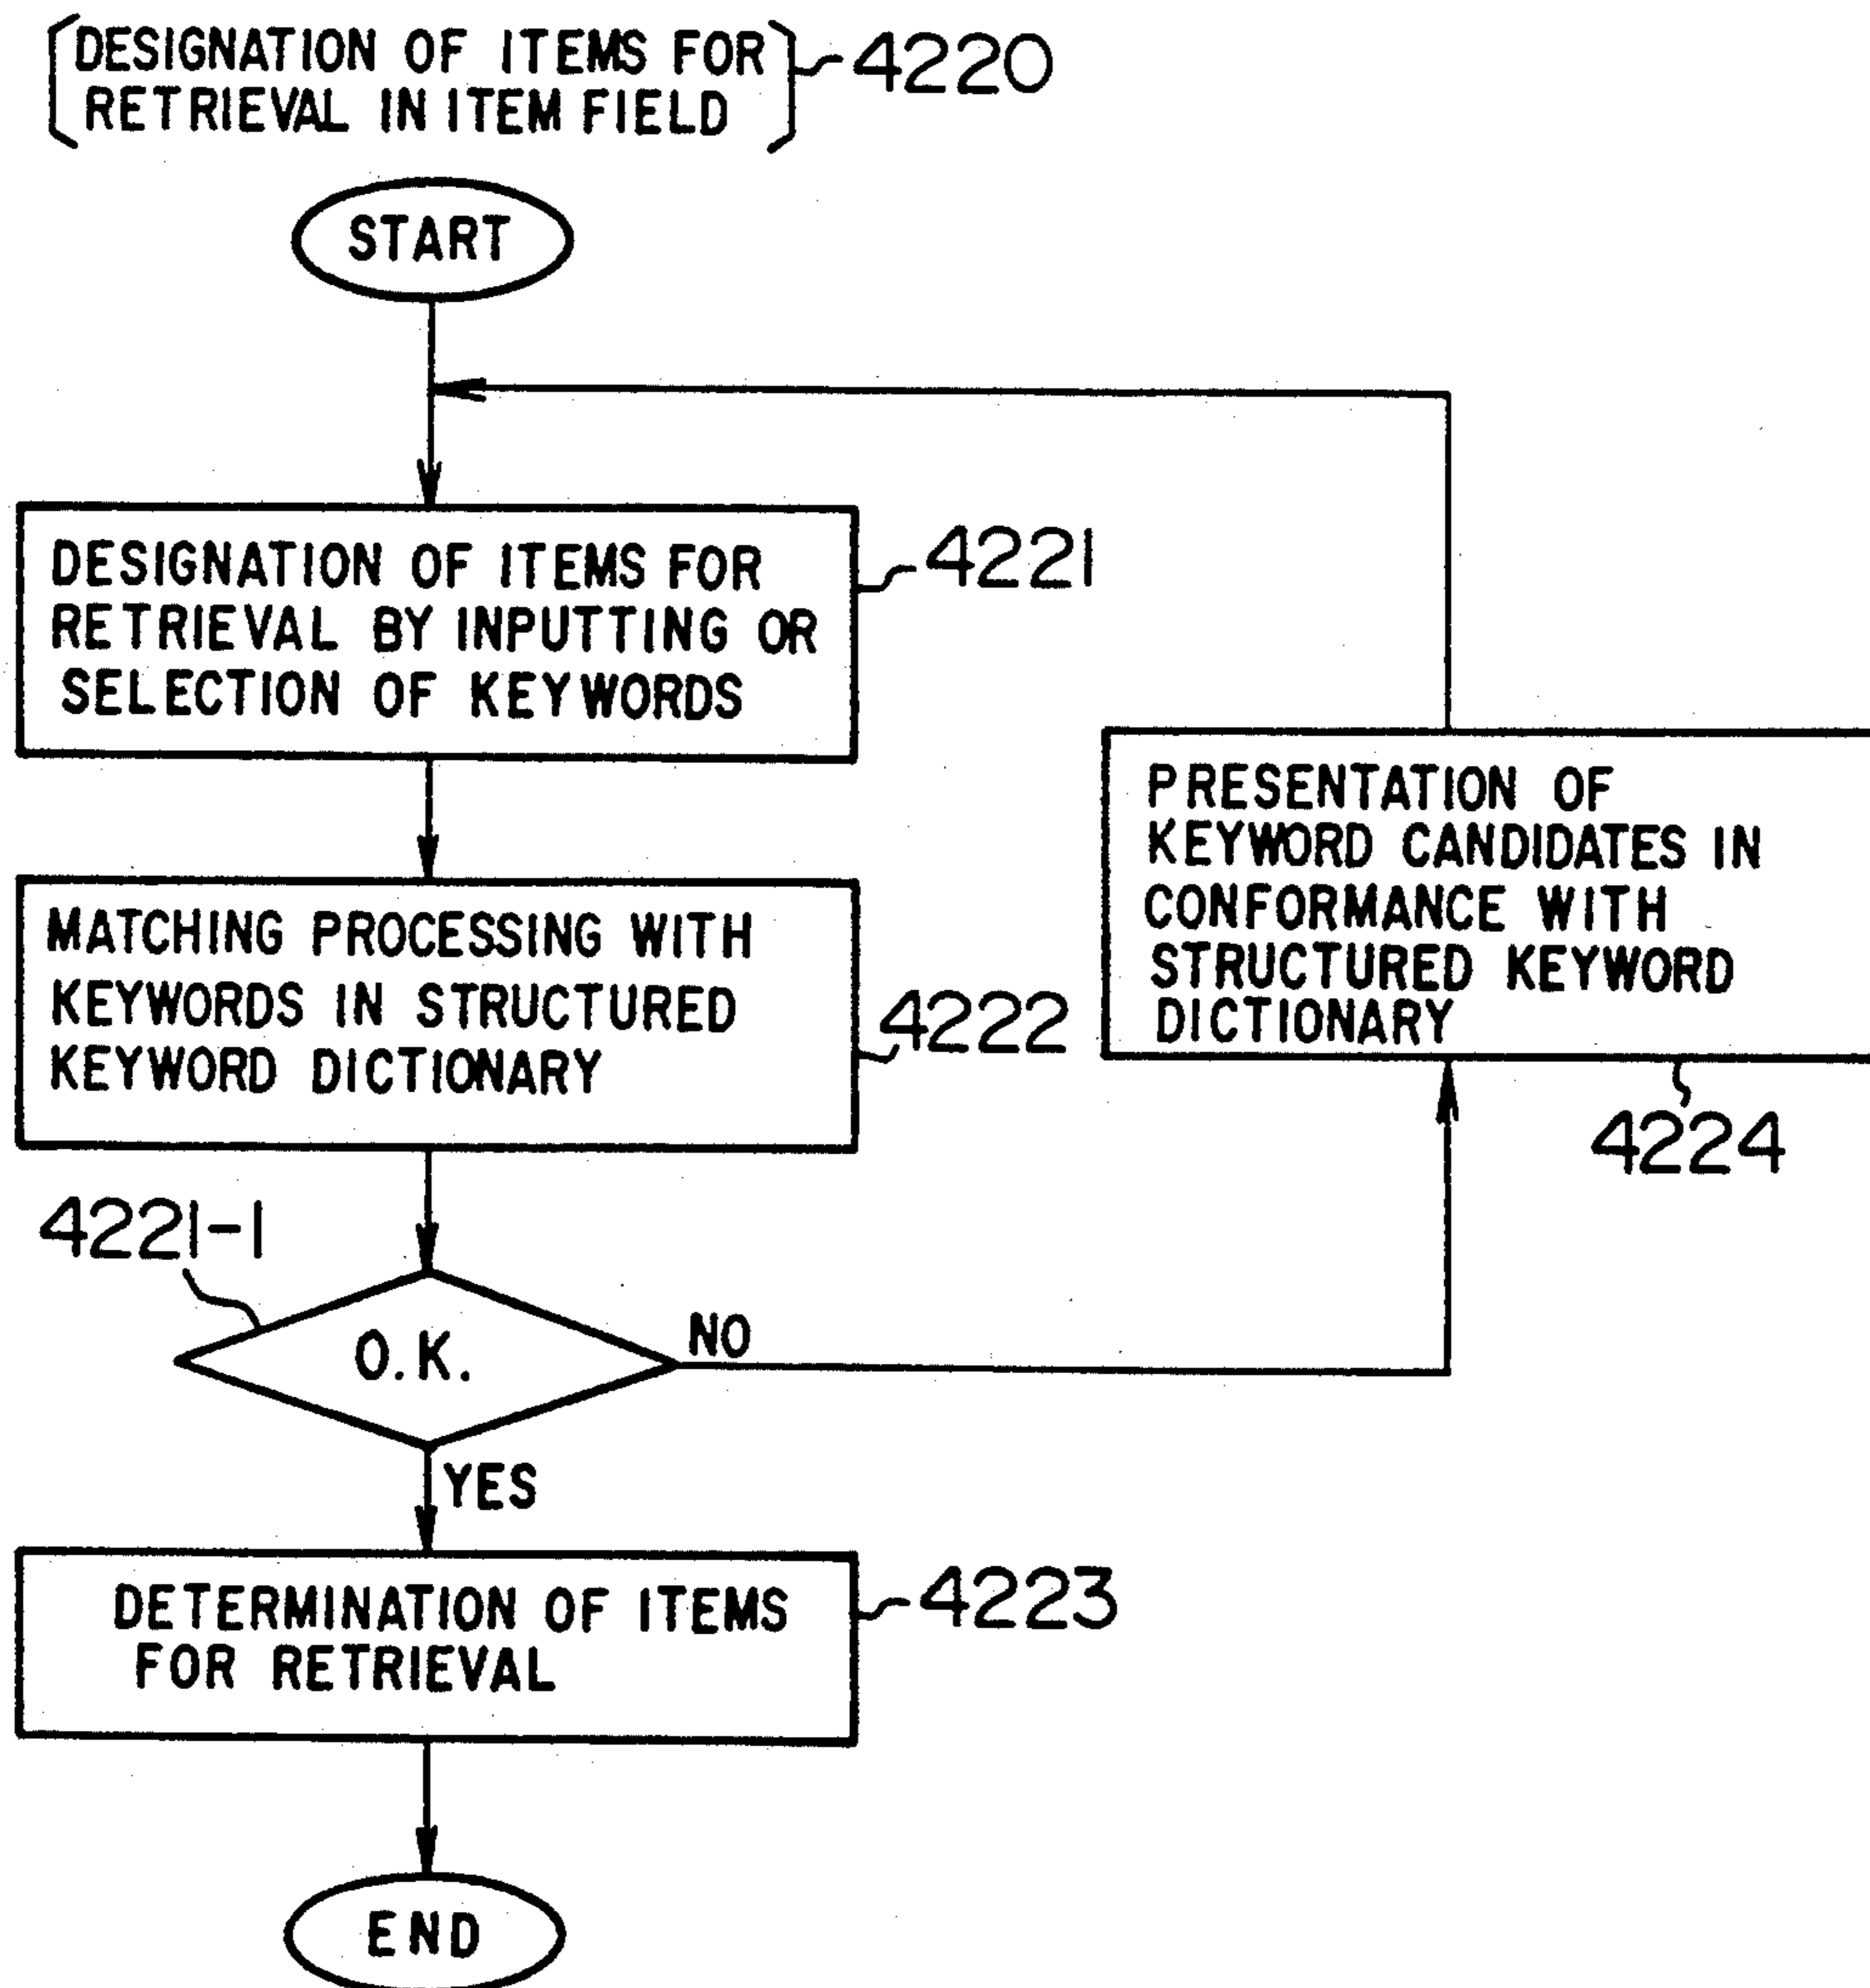 DESIGNATION OF ITEMS FOR
RETRIEVAL IN ITEM FIELD
4220
START
DESIGNATION OF ITEMS FOR
RETRIEVAL BY INPUTTING OR
SELECTION OF KEYWORDS
4221
MATCHING PROCESSING WITH
KEYWORDS IN STRUCTURED
KEYWORD DICTIONARY
4222
PRESENTATION OF
KEYWORD CANDIDATES IN
CONFORMANCE WITH
STRUCTURED KEYWORD
DICTIONARY
4224
4221-1
O.K.
NO
YES
DETERMINATION OF ITEMS
FOR RETRIEVAL
4223
END